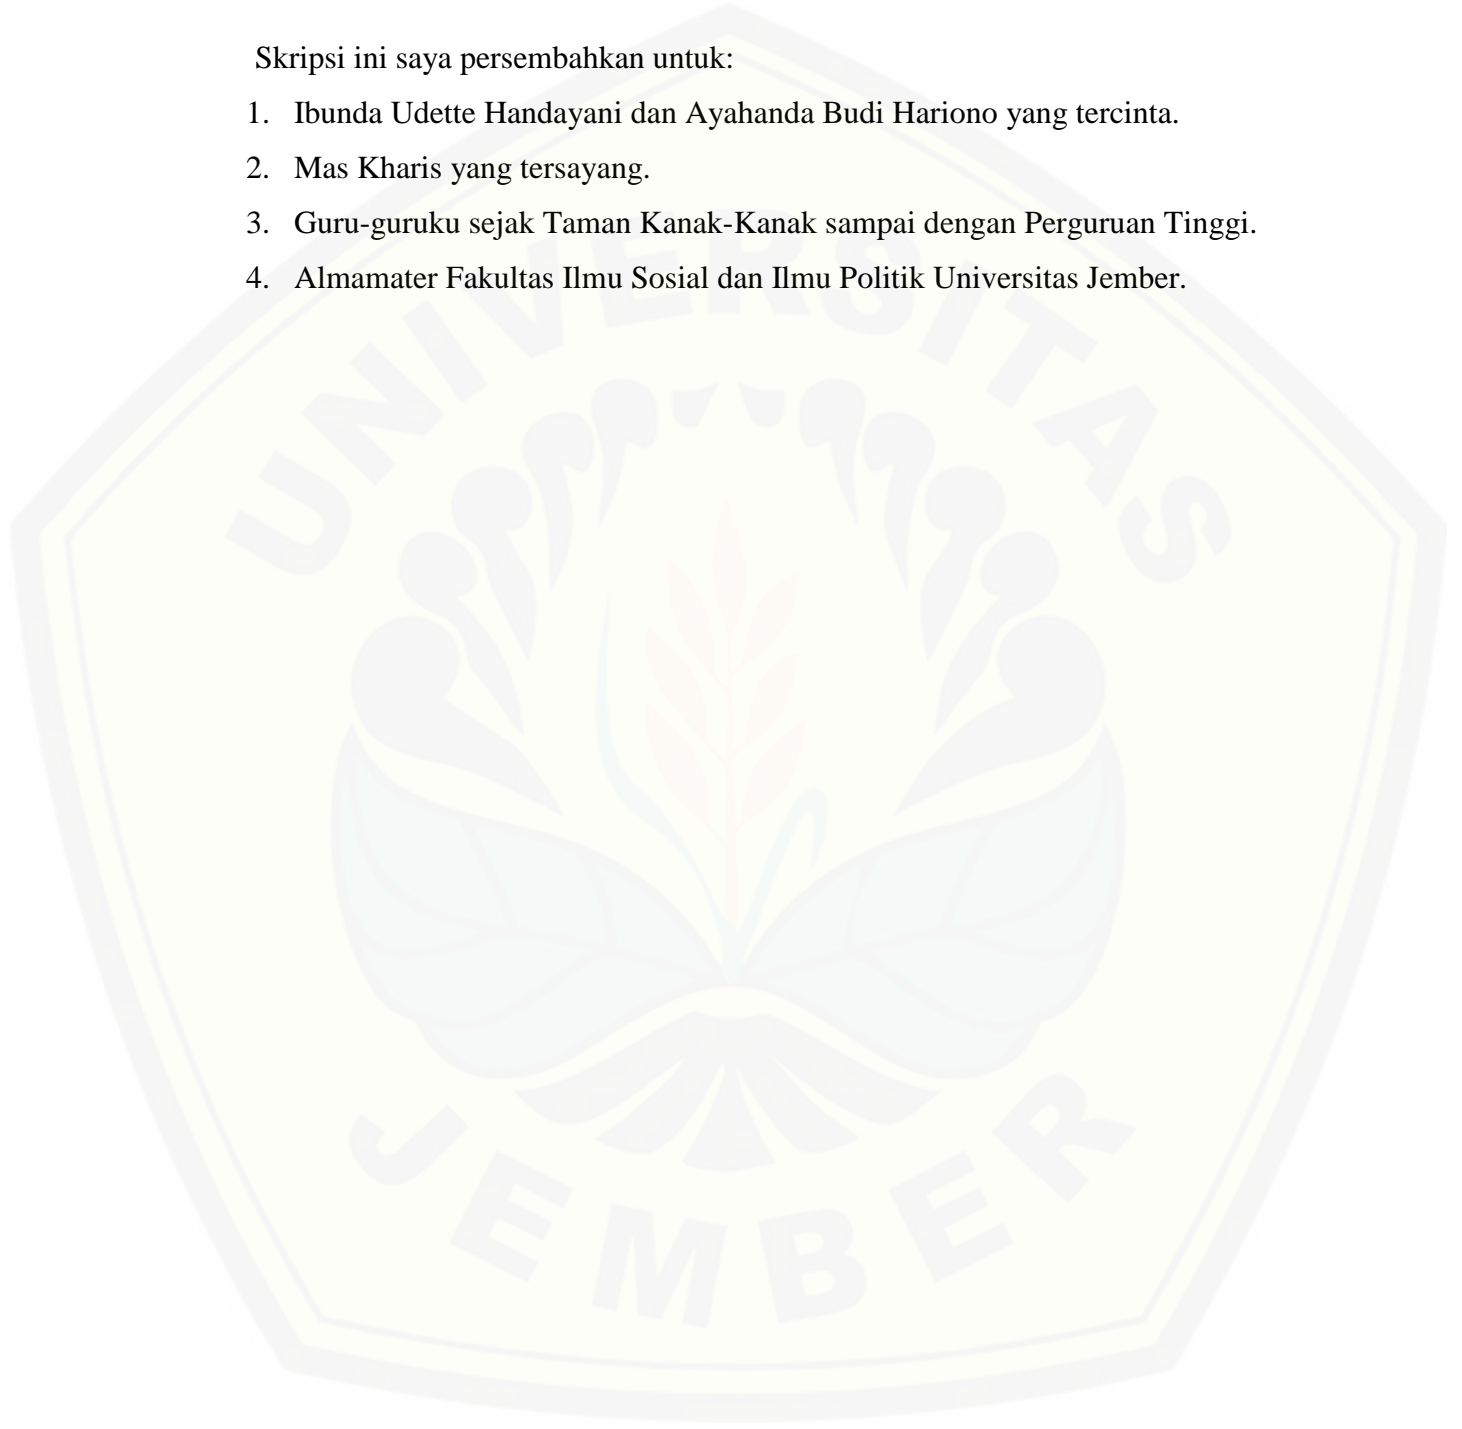 Skripsi ini saya persembahkan untuk:
1. Ibunda Udette Handayani dan Ayahanda Budi Hariono yang tercinta.
2. Mas Kharis yang tersayang.
3. Guru-guruku sejak Taman Kanak-Kanak sampai dengan Perguruan Tinggi.
4. Almamater Fakultas Ilmu Sosial dan Ilmu Politik Universitas Jember.
UNIVERSITAS
JEMBER